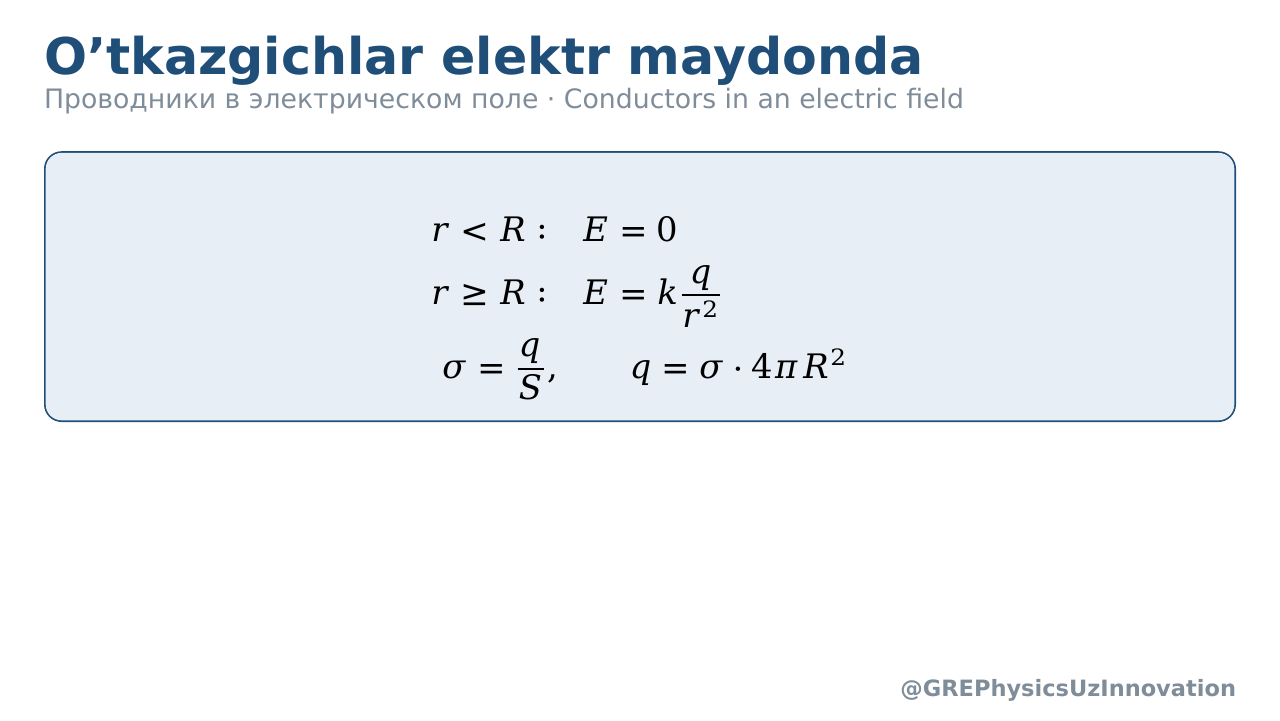 O’tkazgichlar elektr maydonda
Проводники в электрическом поле · Conductors in an electric field
r < R : E = 0
r ≥ R : E = k q/r²
σ = q/S, q = σ · 4πR²
@GREPhysicsUzInnovation